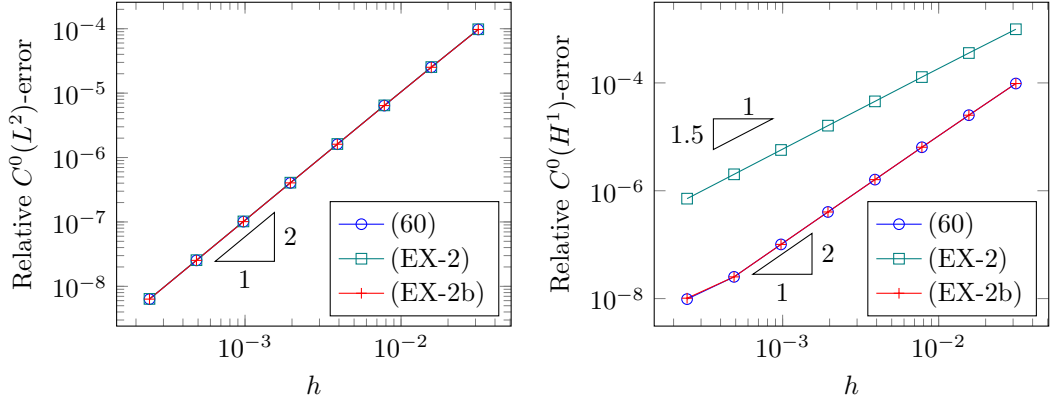 Relative C⁰(L²)-error
10⁻⁴
10⁻⁵
10⁻⁶
10⁻⁷
10⁻⁸
10⁻³
10⁻²
h
2
1
(60)
(EX-2)
(EX-2b)
Relative C⁰(H¹)-error
10⁻⁴
10⁻⁶
10⁻⁸
10⁻³
10⁻²
h
1
1.5
2
1
(60)
(EX-2)
(EX-2b)